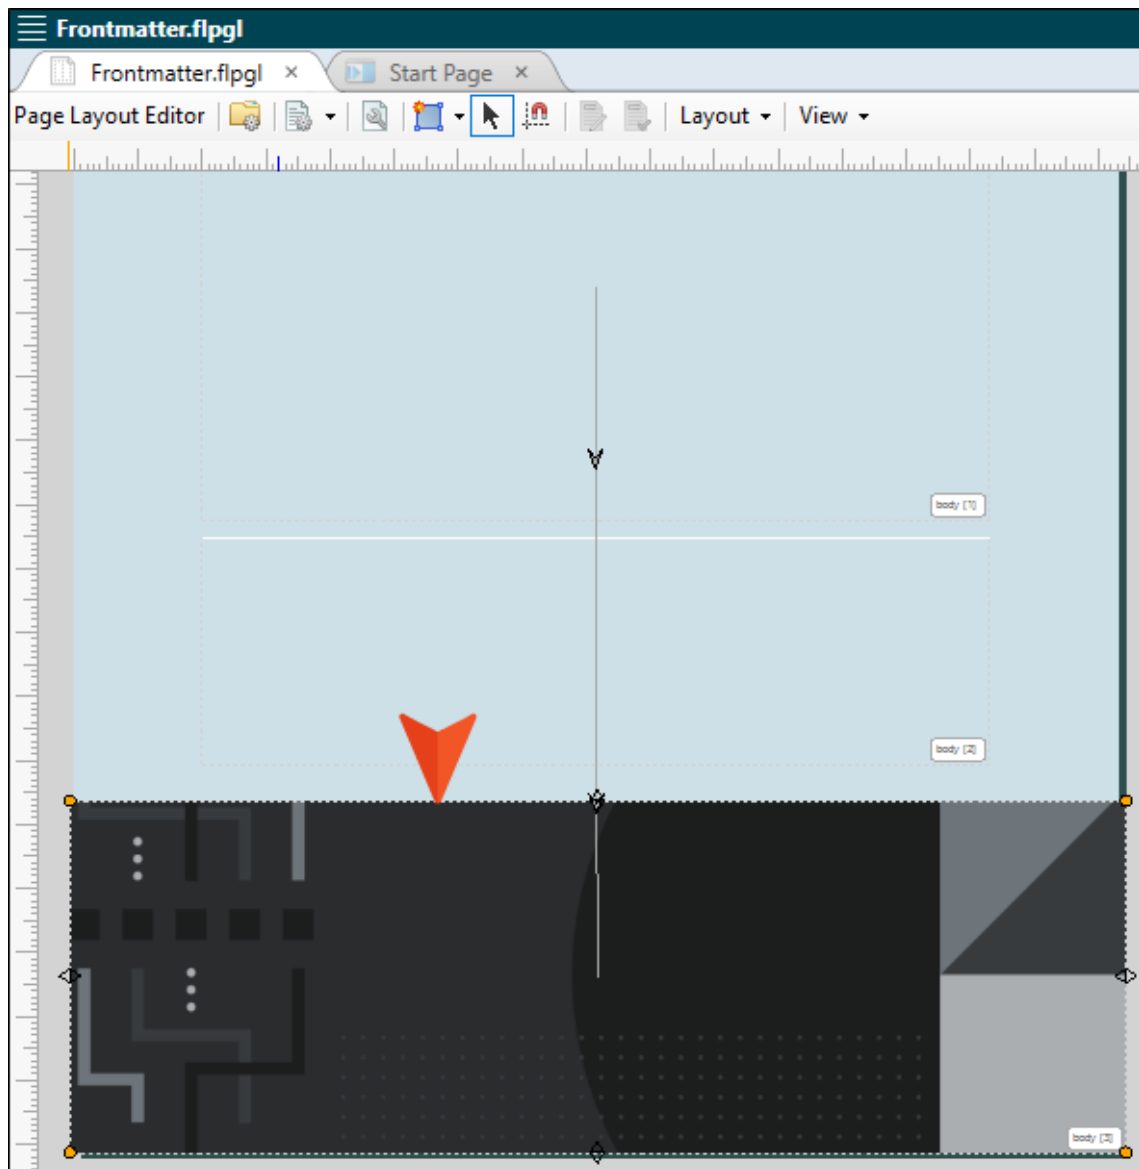 Frontmatter.flpgl
Frontmatter.flpgl × Start Page ×
Page Layout Editor Layout View
body [1]
body [2]
body [3]